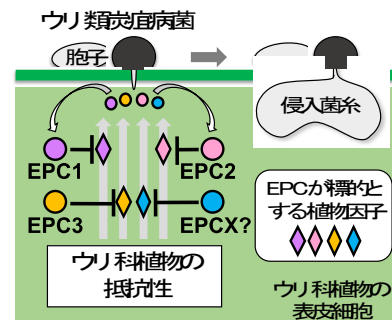 ウリ類炭疽病菌
胞子
侵入菌糸
EPC1
EPC2
EPC3
EPCX?
EPCが標的と
する植物因子
ウリ科植物の
抵抗性
ウリ科植物の
表皮細胞